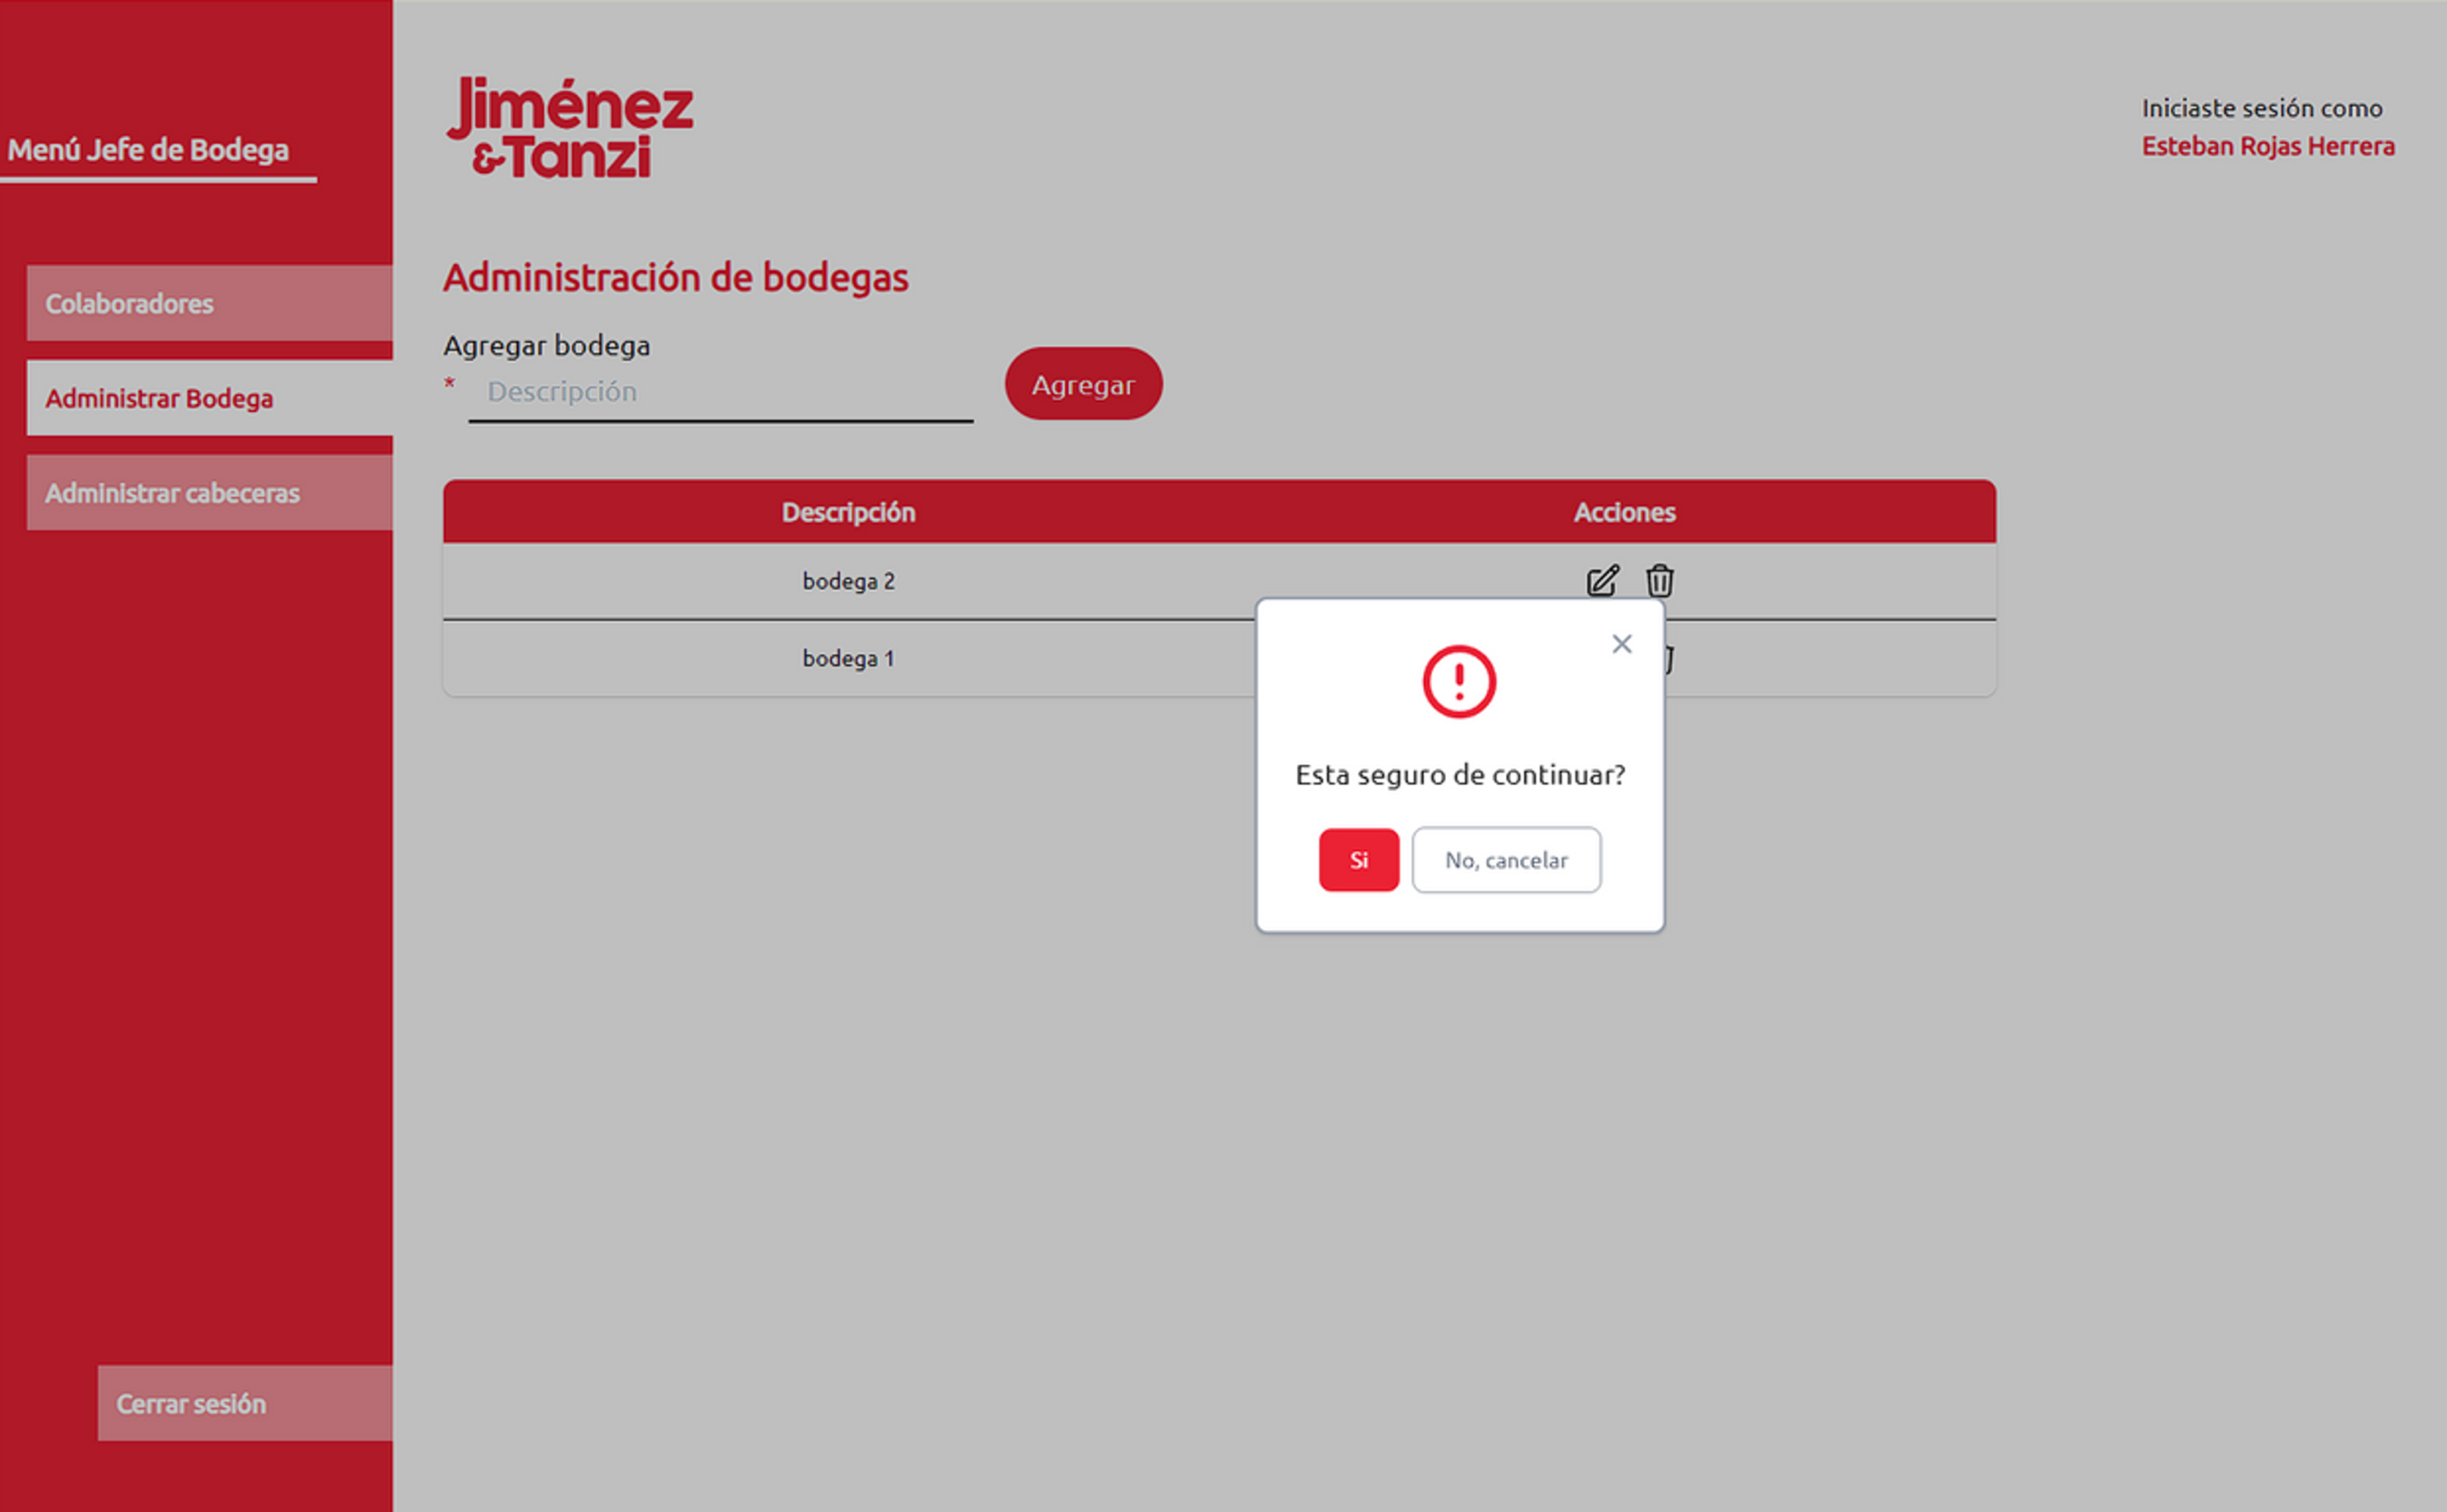 Menú Jefe de Bodega
Colaboradores
Administrar Bodega
Administrar cabeceras
Cerrar sesión
Jiménez
&Tanzi
Iniciaste sesión como
Esteban Rojas Herrera
Administración de bodegas
Agregar bodega
* Descripción
Agregar
Descripción Acciones
bodega 2
bodega 1
Esta seguro de continuar?
Si
No, cancelar